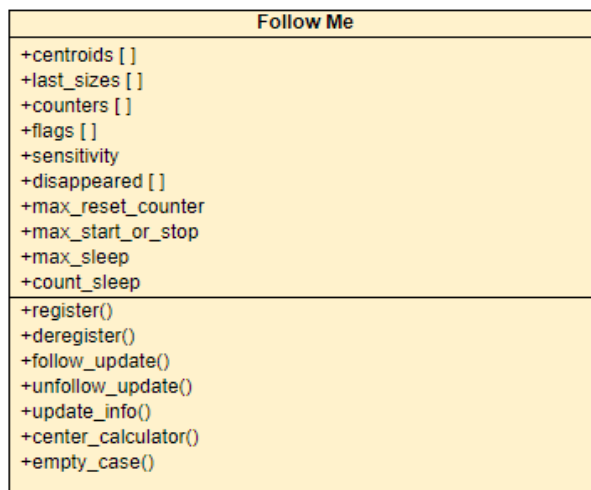 Follow Me
+centroids [ ]
+last_sizes [ ]
+counters [ ]
+flags [ ]
+sensitivity
+disappeared [ ]
+max_reset_counter
+max_start_or_stop
+max_sleep
+count_sleep
+register()
+deregister()
+follow_update()
+unfollow_update()
+update_info()
+center_calculator()
+empty_case()